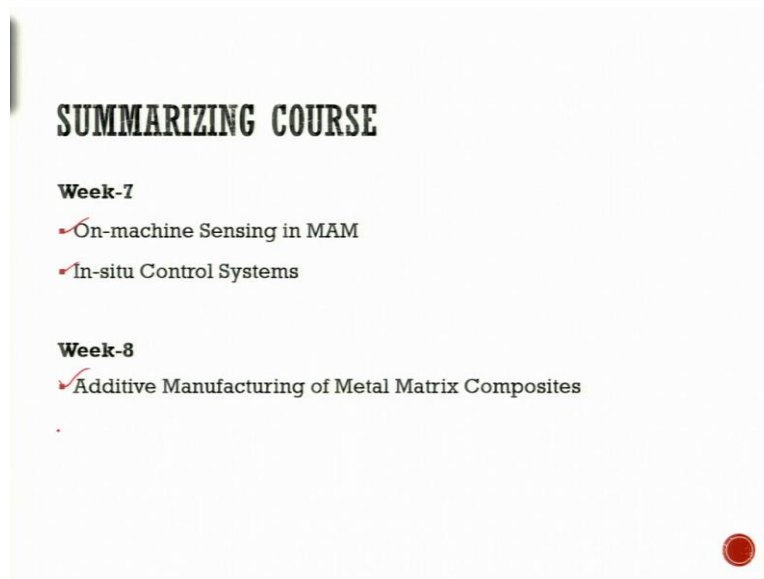 SUMMARIZING COURSE
Week-7
On-machine Sensing in MAM
In-situ Control Systems
Week-8
Additive Manufacturing of Metal Matrix Composites